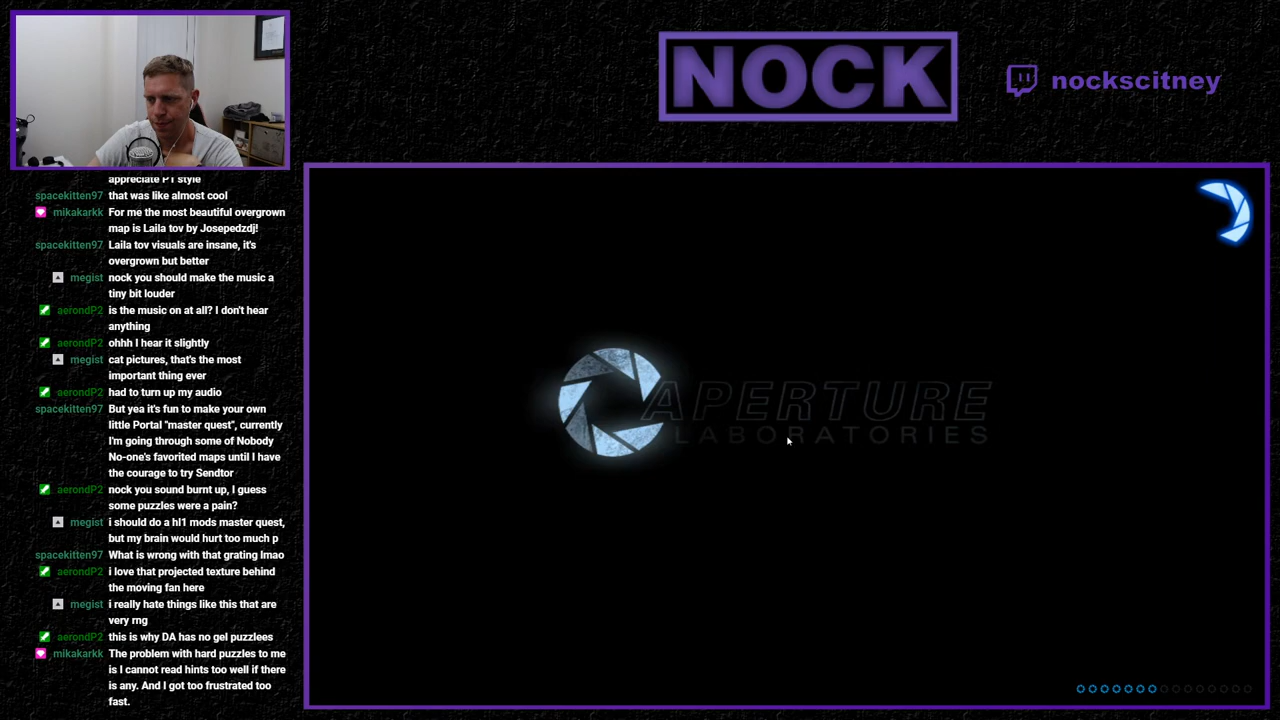 NOCK
nockscitney
appreciate P1 style
spacekitten97 that was like almost cool
mikakarkk For me the most beautiful overgrown
map is Laila tov by Josepedzdj!
spacekitten97 Laila tov visuals are insane, it's
overgrown but better
megist nock you should make the music a
tiny bit louder
aerondP2 is the music on at all? I don't hear
anything
aerondP2 ohhh I hear it slightly
megist cat pictures, that's the most
important thing ever
aerondP2 had to turn up my audio
spacekitten97 But yea it's fun to make your own
little Portal "master quest", currently
I'm going through some of Nobody
No-one's favorited maps until I have
the courage to try Sendtor
aerondP2 nock you sound burnt up, I guess
some puzzles were a pain?
megist i should do a hl1 mods master quest,
but my brain would hurt too much p
spacekitten97 What is wrong with that grating lmao
aerondP2 i love that projected texture behind
the moving fan here
megist i really hate things like this that are
very rng
aerondP2 this is why DA has no gel puzzlees
mikakarkk The problem with hard puzzles to me
is I cannot read hints too well if there
is any. And I got too frustrated too
fast.
APERTURE
LABORATORIES